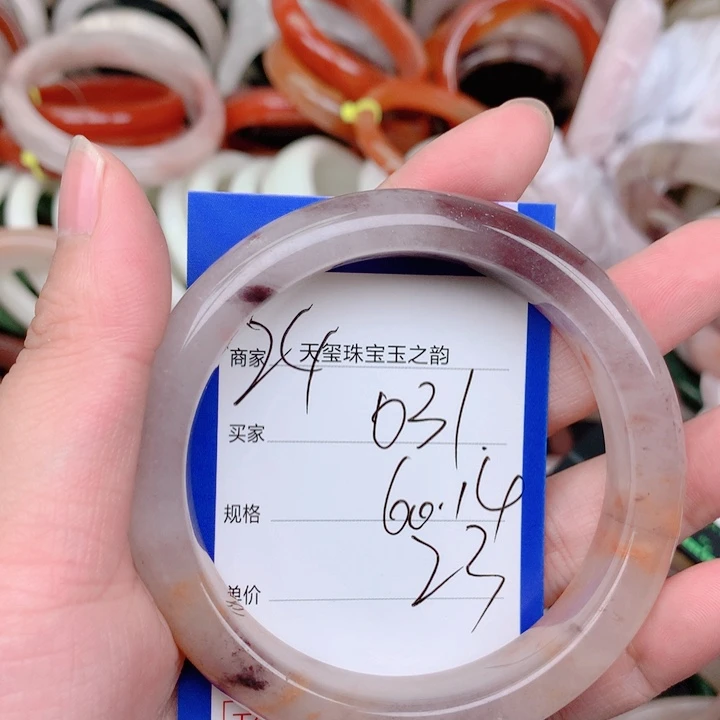 24
商家 天玺珠宝玉之韵
买家 031.
规格 60.14
单价 23